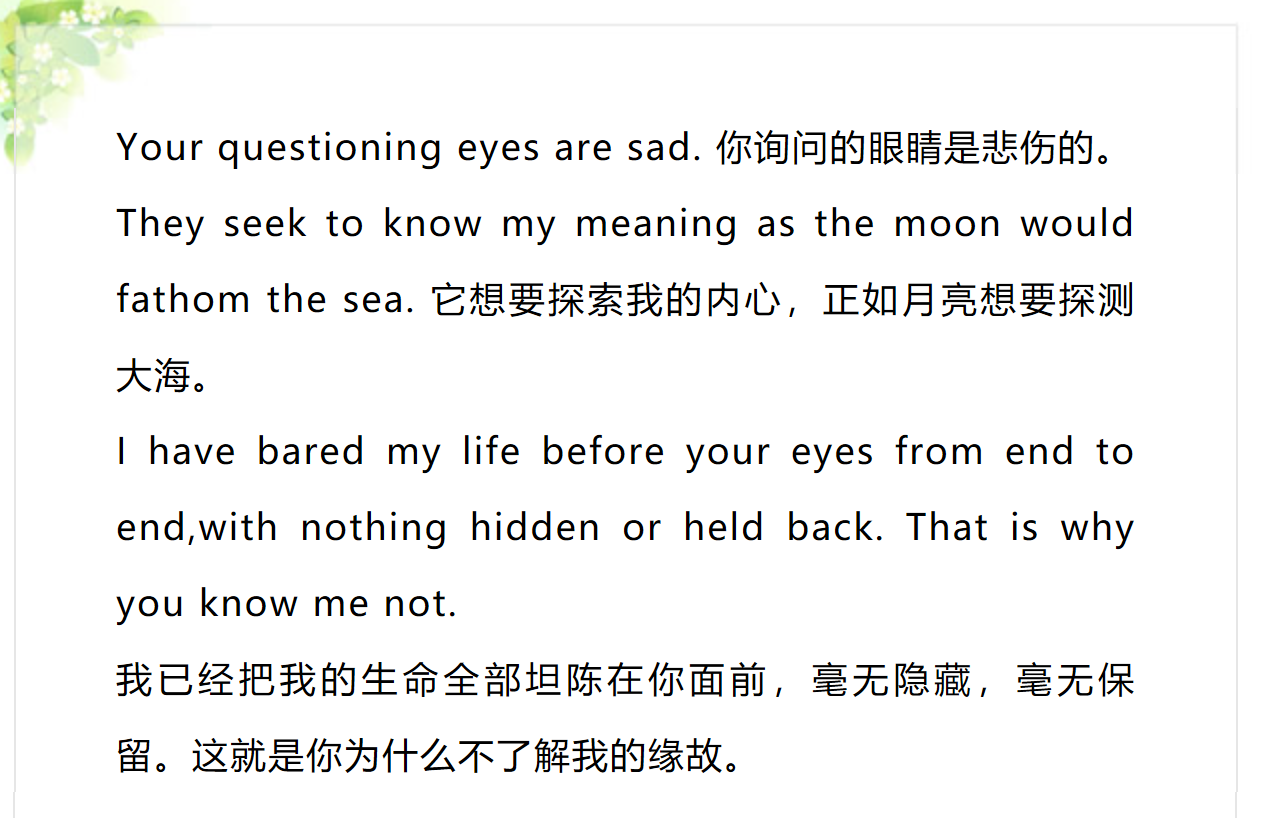 Your questioning eyes are sad. 你询问的眼睛是悲伤的。
They seek to know my meaning as the moon would
fathom the sea. 它想要探索我的内心，正如月亮想要探测
大海。
I have bared my life before your eyes from end to
end,with nothing hidden or held back. That is why
you know me not.
我已经把我的生命全部坦陈在你面前，毫无隐藏，毫无保
留。这就是你为什么不了解我的缘故。